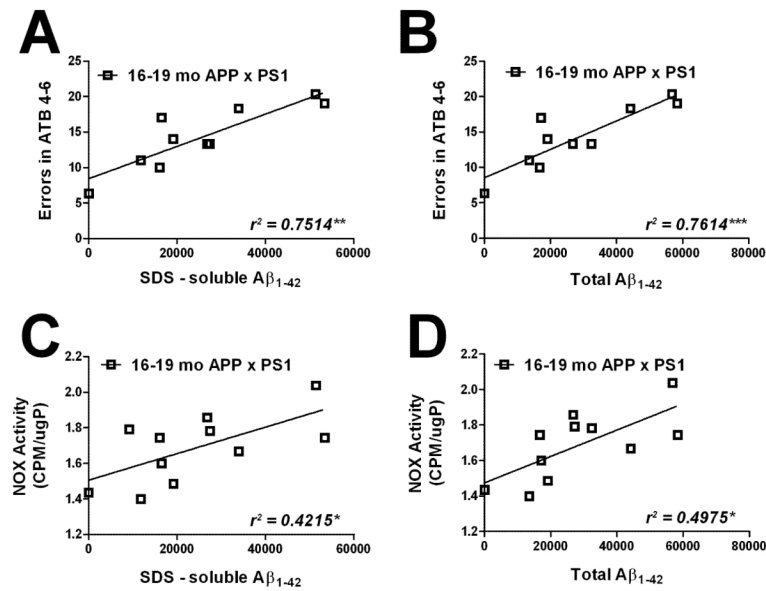 A
16-19 mo APP x PS1
Errors in ATB 4-6
25
20
15
10
5
0
r² = 0.7514**
0 20000 40000 60000
SDS - soluble Aβ₁₋₄₂
B
16-19 mo APP x PS1
Errors in ATB 4-6
25
20
15
10
5
0
r² = 0.7614***
0 20000 40000 60000 80000
Total Aβ₁₋₄₂
C
16-19 mo APP x PS1
NOX Activity
(CPM/ugP)
2.2
2.0
1.8
1.6
1.4
1.2
r² = 0.4215*
0 20000 40000 60000
SDS - soluble Aβ₁₋₄₂
D
16-19 mo APP x PS1
NOX Activity
(CPM/ugP)
2.2
2.0
1.8
1.6
1.4
1.2
r² = 0.4975*
0 20000 40000 60000 80000
Total Aβ₁₋₄₂